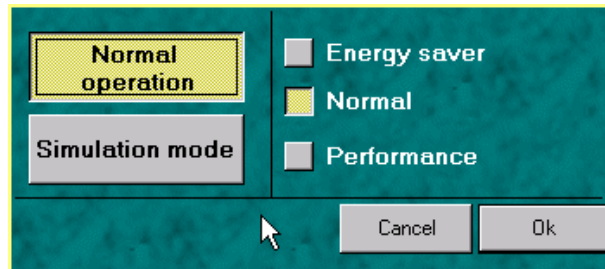 Normal
operation
Simulation mode
Energy saver
Normal
Performance
Cancel
Ok